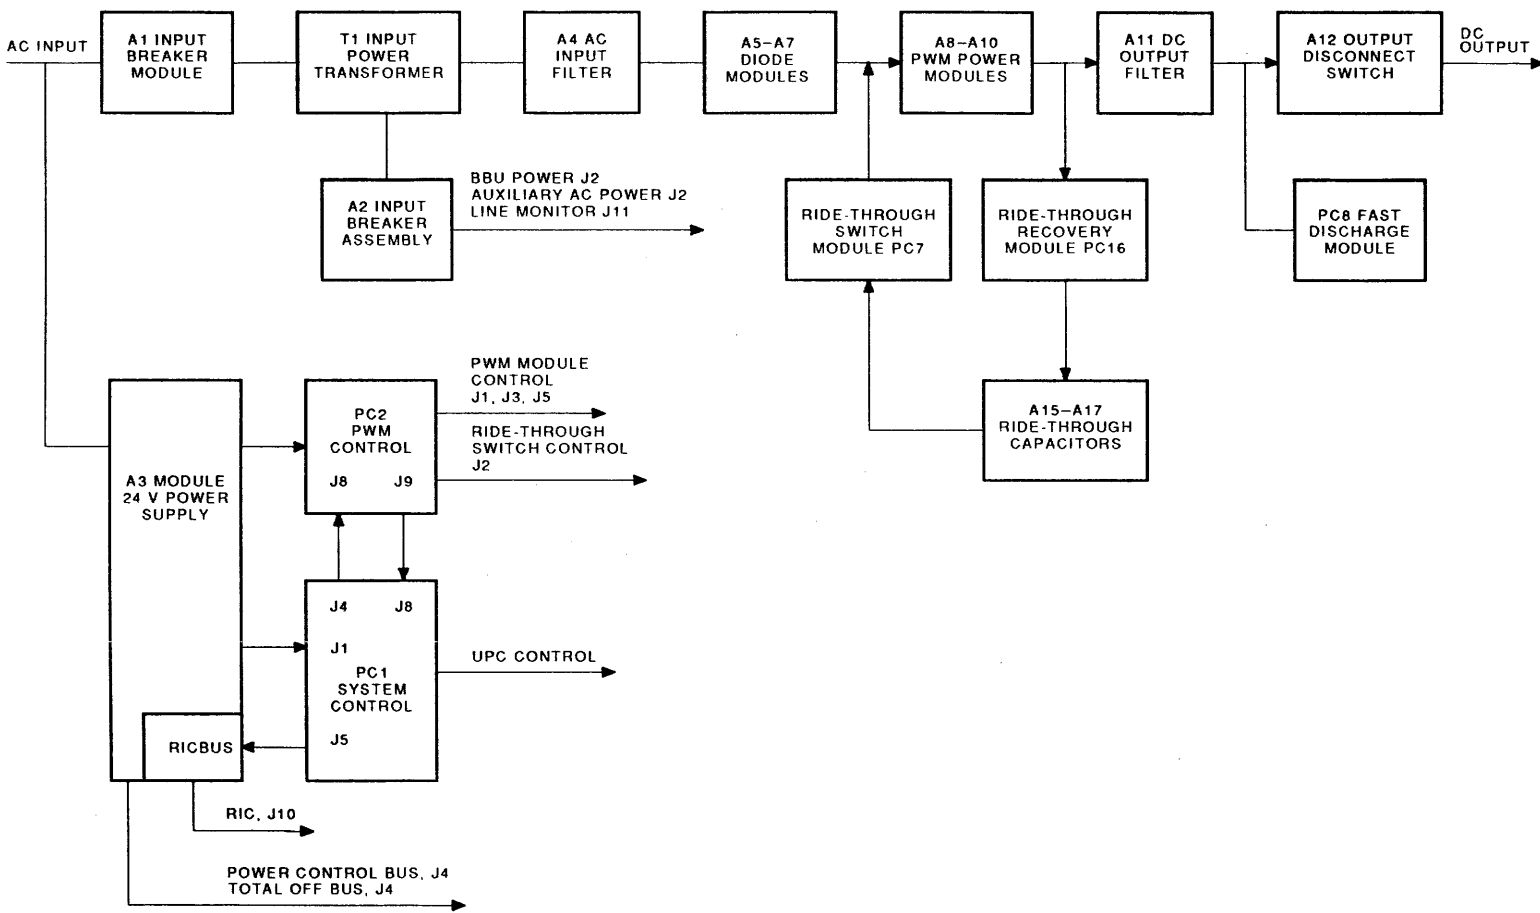 AC INPUT
A1 INPUT
BREAKER
MODULE
T1 INPUT
POWER
TRANSFORMER
A4 AC
INPUT
FILTER
A5–A7
DIODE
MODULES
A8–A10
PWM POWER
MODULES
A11 DC
OUTPUT
FILTER
A12 OUTPUT
DISCONNECT
SWITCH
DC
OUTPUT
A2 INPUT
BREAKER
ASSEMBLY
BBU POWER J2
AUXILIARY AC POWER J2
LINE MONITOR J11
RIDE-THROUGH
SWITCH
MODULE PC7
RIDE-THROUGH
RECOVERY
MODULE PC16
PC8 FAST
DISCHARGE
MODULE
A15–A17
RIDE-THROUGH
CAPACITORS
A3 MODULE
24 V POWER
SUPPLY
PC2
PWM
CONTROL
J8 J9
PWM MODULE
CONTROL
J1, J3, J5
RIDE-THROUGH
SWITCH CONTROL
J2
J4 J8
J1
PC1
SYSTEM
CONTROL
J5
UPC CONTROL
RICBUS
RIC, J10
POWER CONTROL BUS, J4
TOTAL OFF BUS, J4